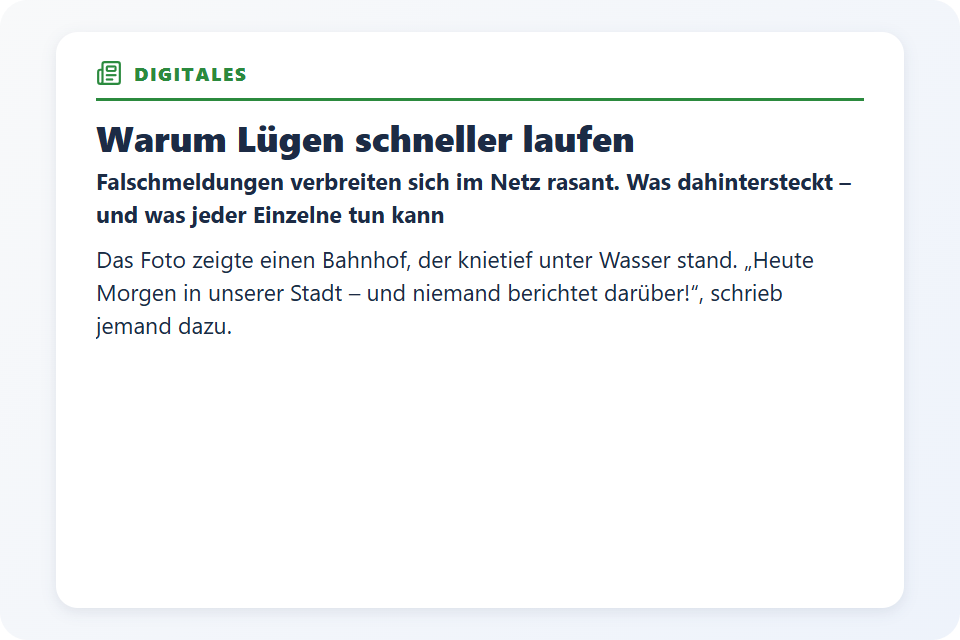 DIGITALES
Warum Lügen schneller laufen
Falschmeldungen verbreiten sich im Netz rasant. Was dahintersteckt –
und was jeder Einzelne tun kann
Das Foto zeigte einen Bahnhof, der knietief unter Wasser stand. „Heute
Morgen in unserer Stadt – und niemand berichtet darüber!“, schrieb
jemand dazu.